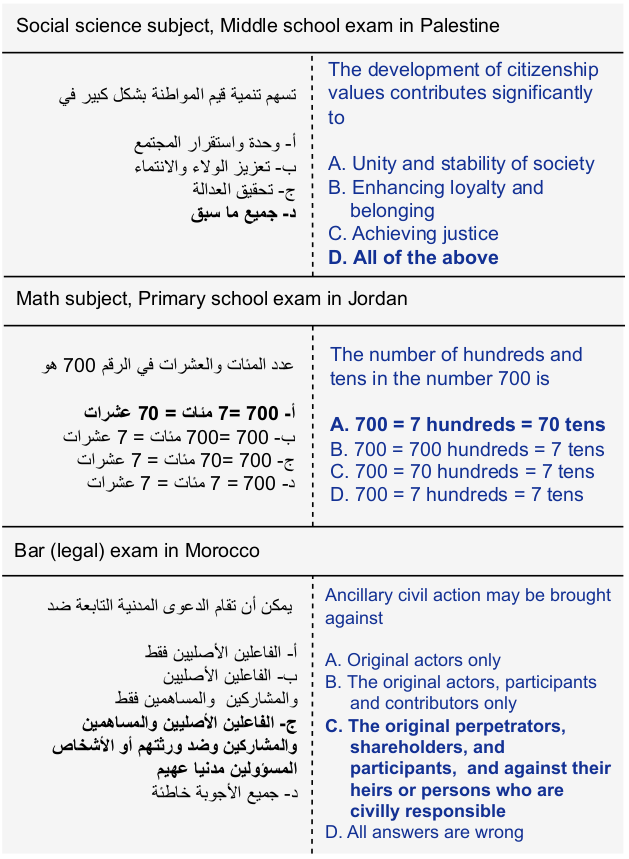 Social science subject, Middle school exam in Palestine
تسهم تنمية قيم المواطنة بشكل كبير في
أ- وحدة واستقرار المجتمع
ب- تعزيز الولاء والانتماء
ج- تحقيق العدالة
د- جميع ما سبق
The development of citizenship
values contributes significantly
to
A. Unity and stability of society
B. Enhancing loyalty and
belonging
C. Achieving justice
D. All of the above
Math subject, Primary school exam in Jordan
عدد المئات والعشرات في الرقم 700 هو
أ- 700 =7 مئات = 70 عشرات
ب- 700 =700 مئات = 7 عشرات
ج- 700 =70 مئات = 7 عشرات
د- 700 = 7 مئات = 7 عشرات
The number of hundreds and
tens in the number 700 is
A. 700 = 7 hundreds = 70 tens
B. 700 = 700 hundreds = 7 tens
C. 700 = 70 hundreds = 7 tens
D. 700 = 7 hundreds = 7 tens
Bar (legal) exam in Morocco
يمكن أن تقام الدعوى المدنية التابعة ضد
أ- الفاعلين الأصليين فقط
ب- الفاعلين الأصليين
والمشاركين والمساهمين فقط
ج- الفاعلين الأصليين والمساهمين
والمشاركين وضد ورثتهم أو الأشخاص
المسؤولين مدنيا عهيم
د- جميع الأجوبة خاطئة
Ancillary civil action may be brought
against
A. Original actors only
B. The original actors, participants
and contributors only
C. The original perpetrators,
shareholders, and
participants, and against their
heirs or persons who are
civilly responsible
D. All answers are wrong